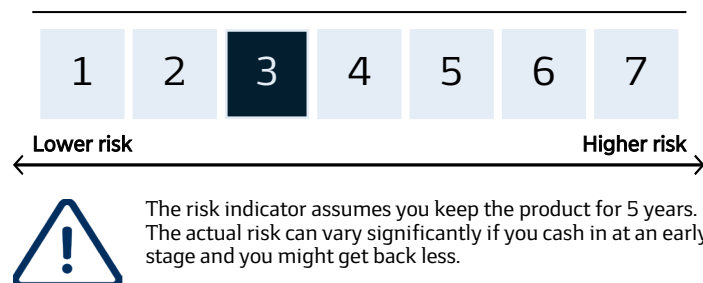 1 2 3 4 5 6 7
Lower risk Higher risk
The risk indicator assumes you keep the product for 5 years.
The actual risk can vary significantly if you cash in at an early
stage and you might get back less.